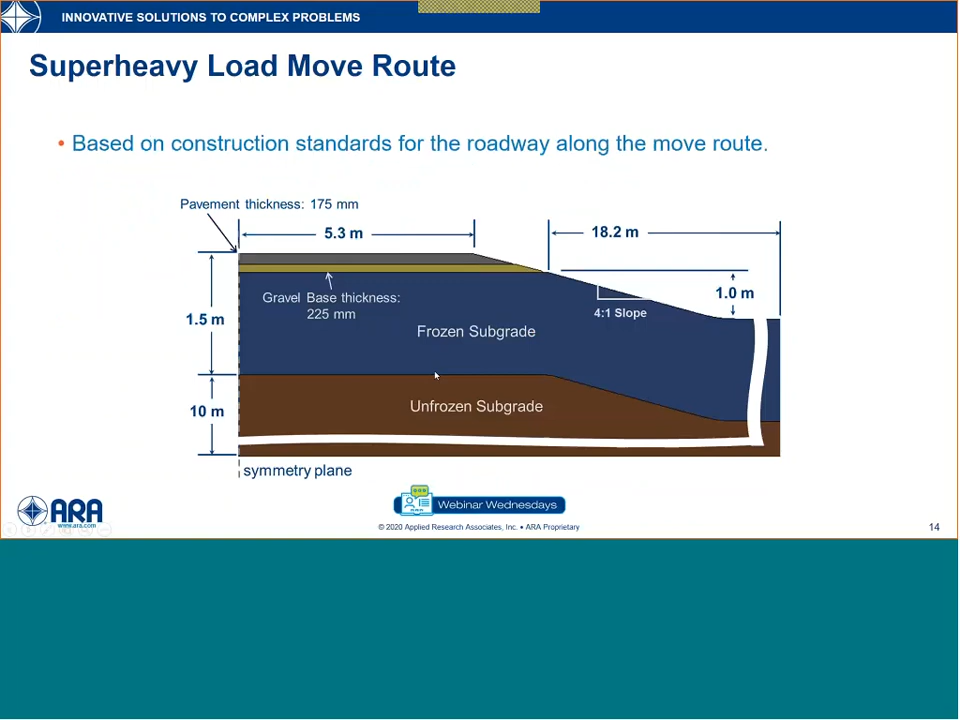 INNOVATIVE SOLUTIONS TO COMPLEX PROBLEMS
Superheavy Load Move Route
• Based on construction standards for the roadway along the move route.
Pavement thickness: 175 mm
5.3 m
18.2 m
1.0 m
Gravel Base thickness:
225 mm
4:1 Slope
1.5 m
Frozen Subgrade
10 m
Unfrozen Subgrade
symmetry plane
ARA
www.ara.com
Webinar Wednesdays
© 2020 Applied Research Associates, Inc. • ARA Proprietary
14